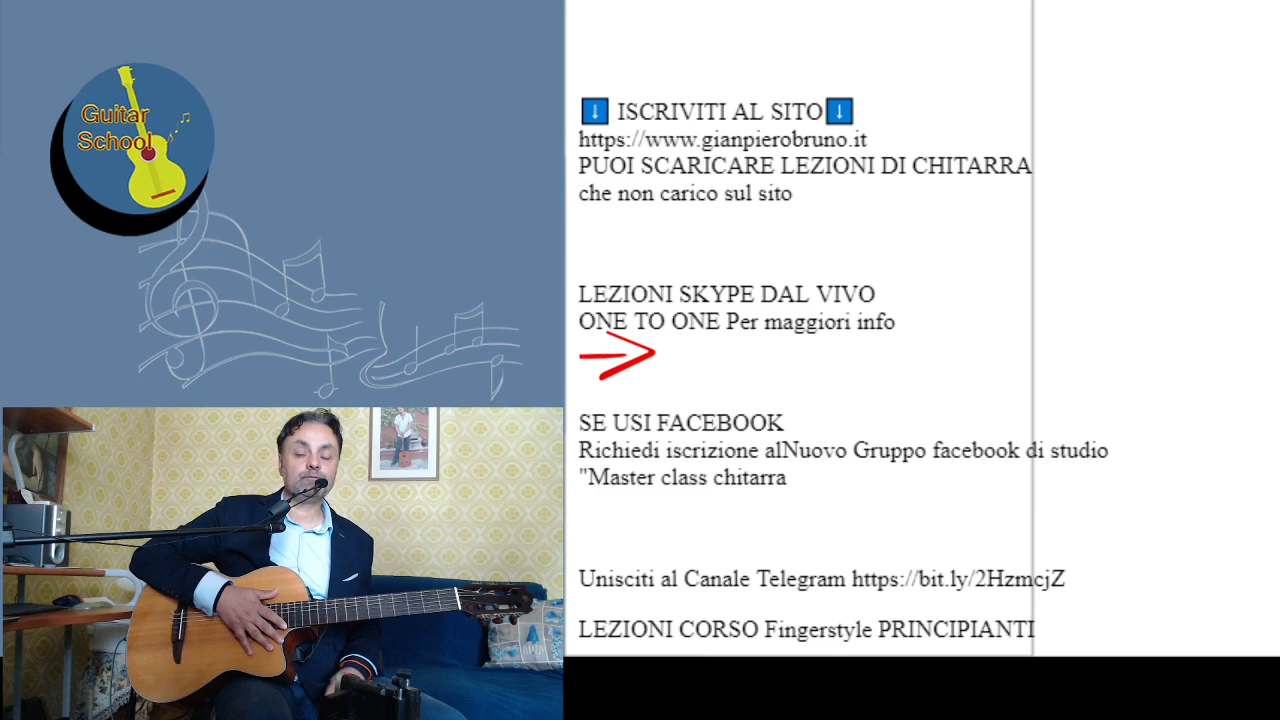 Guitar
School
⬇ ISCRIVITI AL SITO⬇
https://www.gianpierobruno.it
PUOI SCARICARE LEZIONI DI CHITARRA
che non carico sul sito
LEZIONI SKYPE DAL VIVO
ONE TO ONE Per maggiori info
SE USI FACEBOOK
Richiedi iscrizione alNuovo Gruppo facebook di studio
"Master class chitarra
Unisciti al Canale Telegram https://bit.ly/2HzmcjZ
LEZIONI CORSO Fingerstyle PRINCIPIANTI